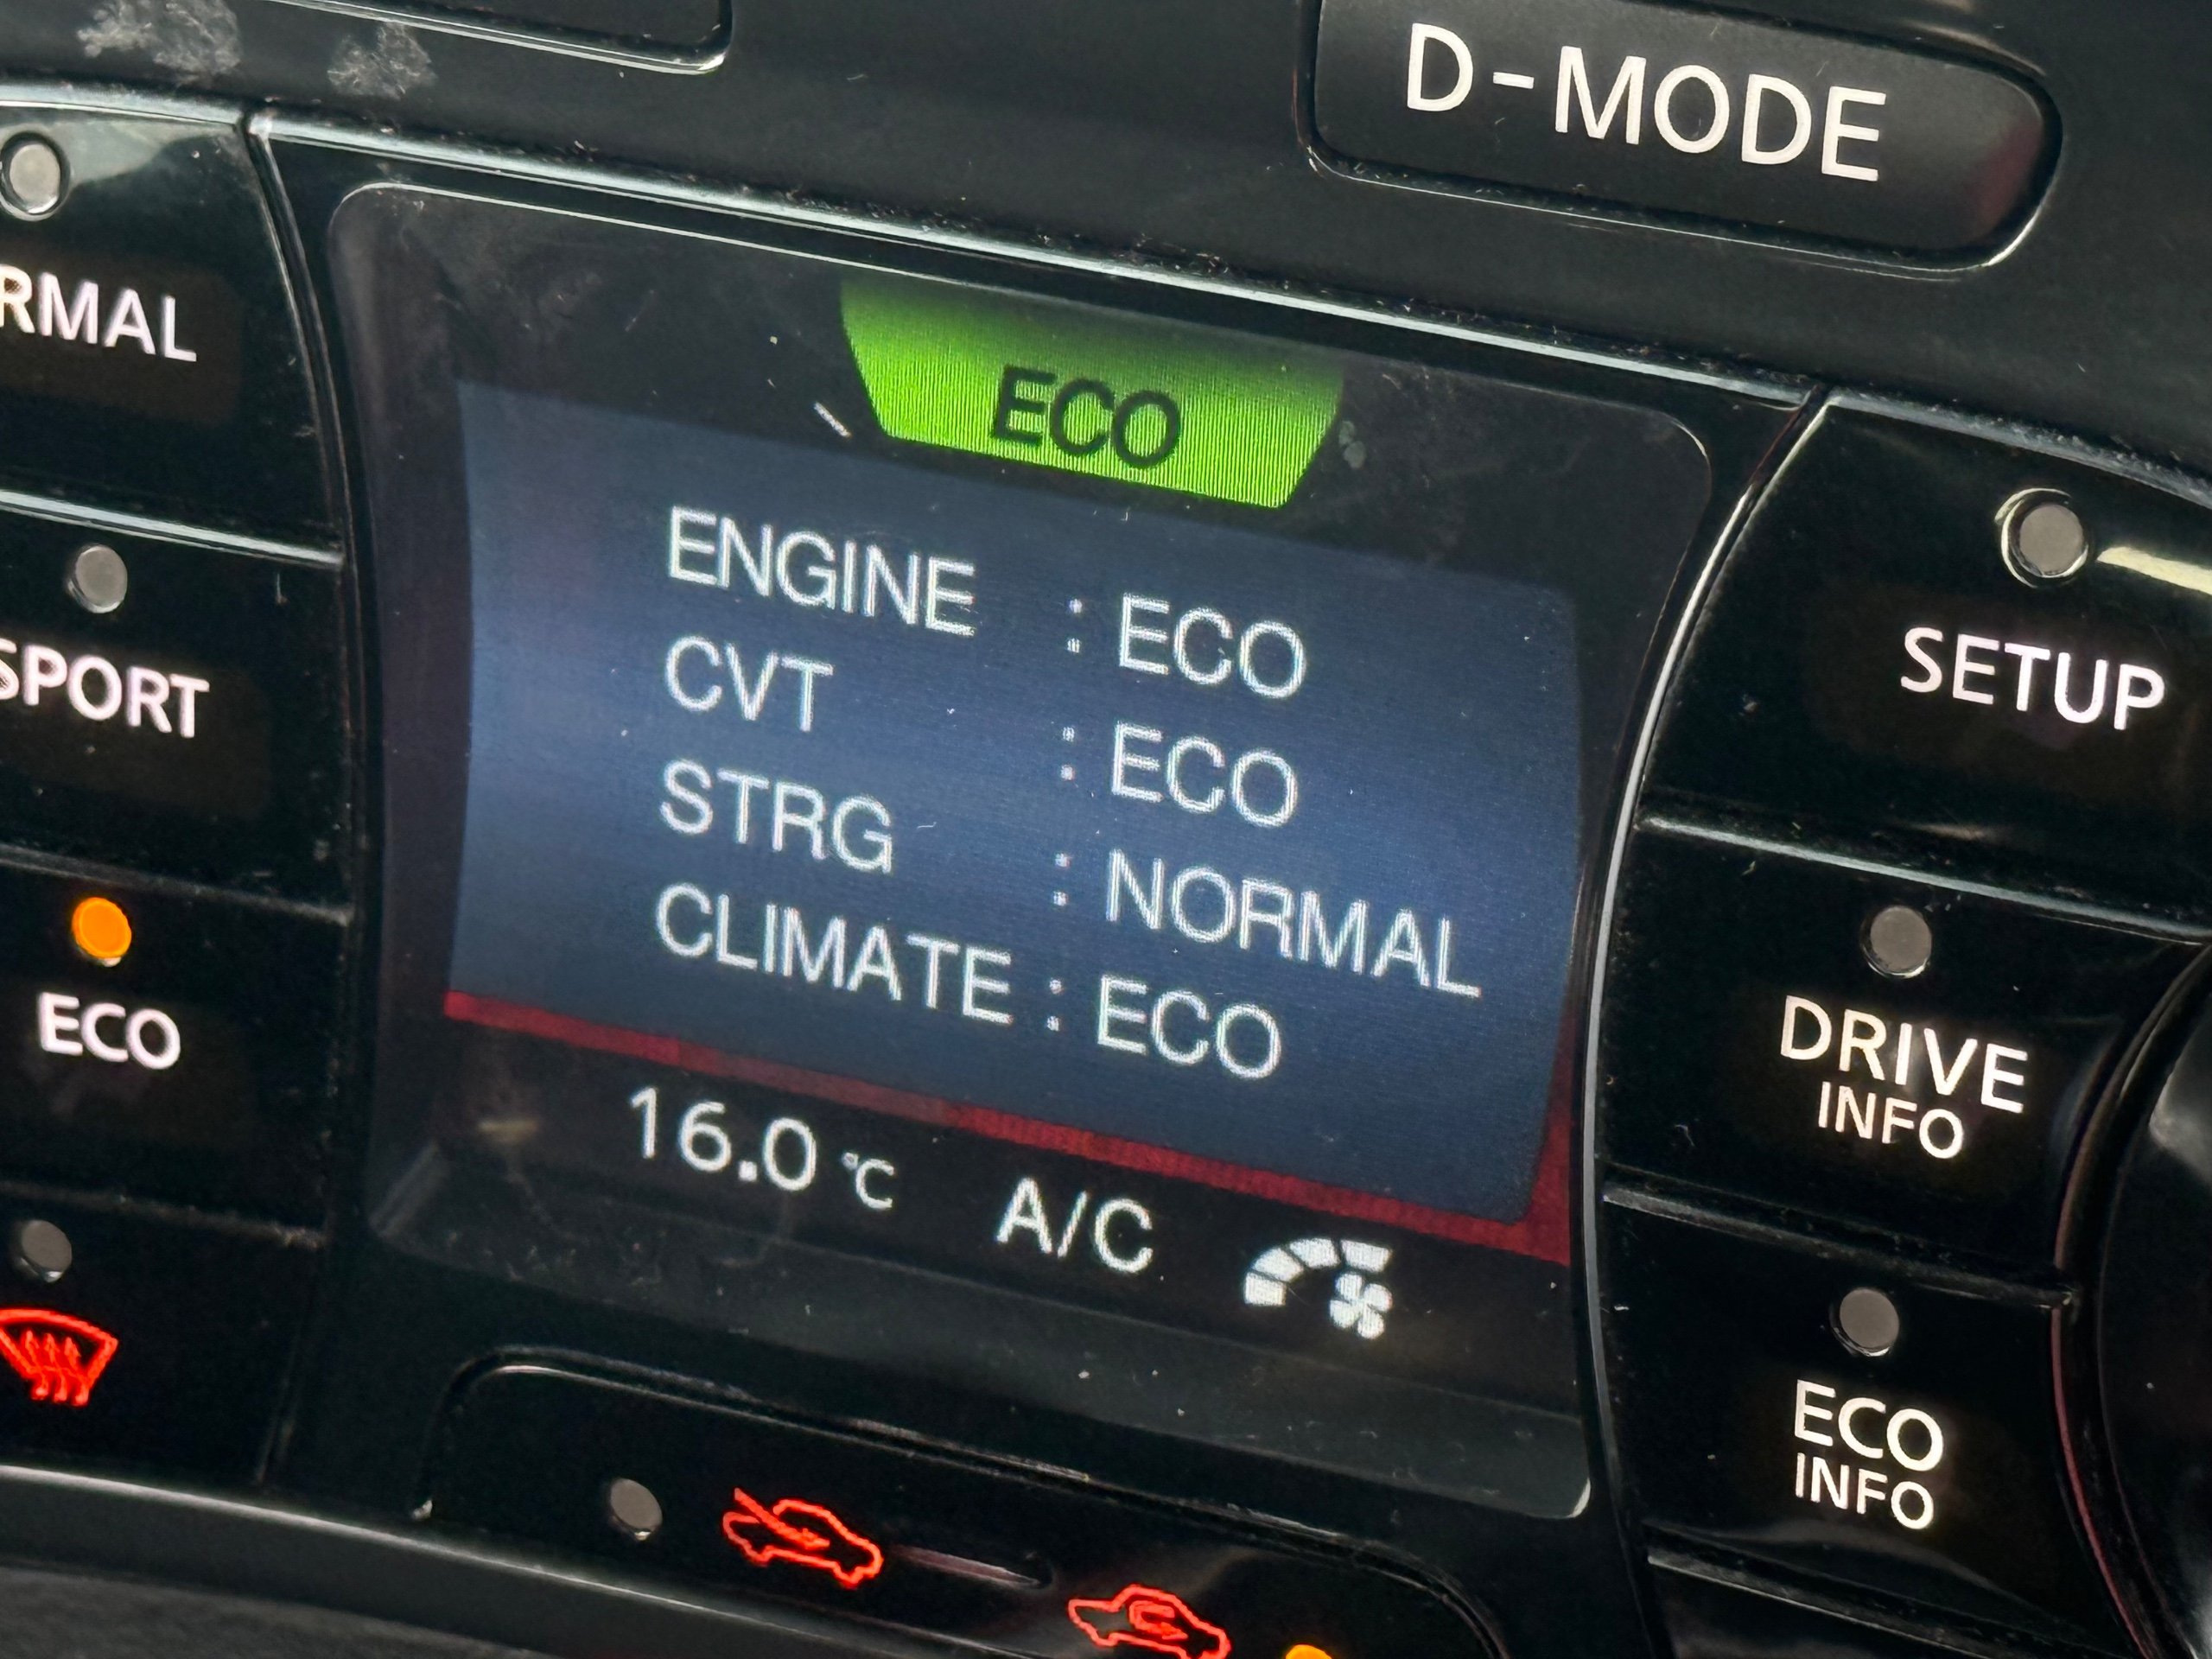 D-MODE
RMAL
SPORT
ECO
ECO
ENGINE : ECO
CVT : ECO
STRG : NORMAL
CLIMATE : ECO
16.0 °C A/C
SETUP
DRIVE
INFO
ECO
INFO